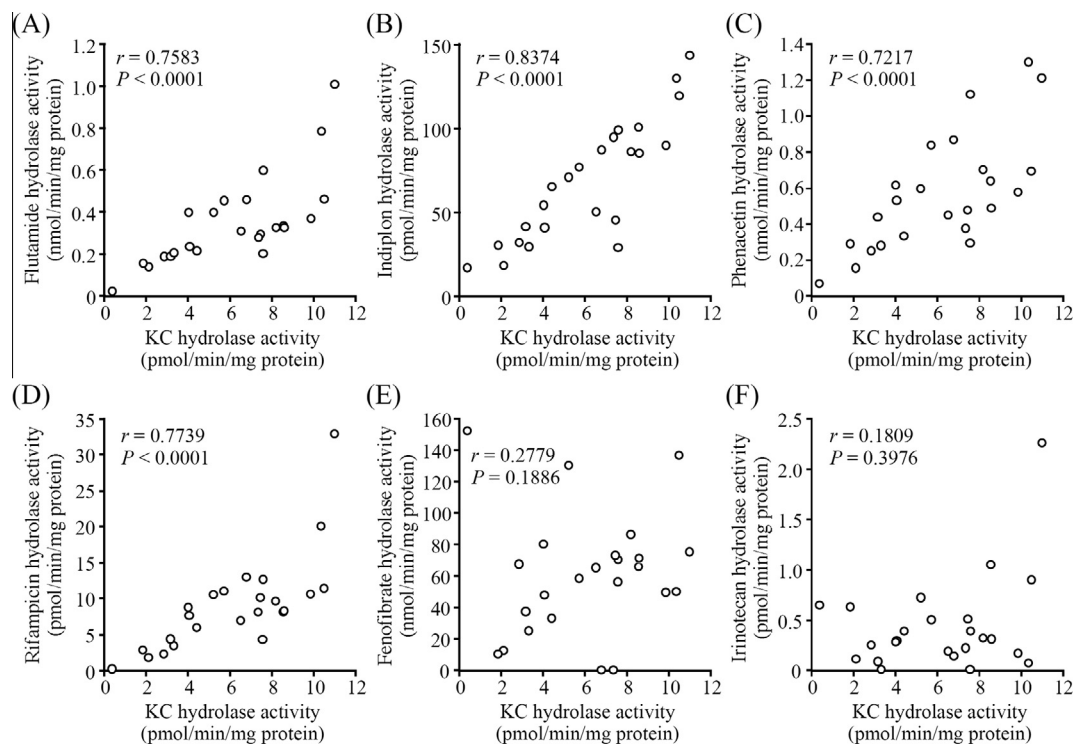 (A)
r = 0.7583
P < 0.0001
Flutamide hydrolase activity
(nmol/min/mg protein)
1.2
1.0
0.8
0.6
0.4
0.2
0
0 2 4 6 8 10 12
KC hydrolase activity
(pmol/min/mg protein)
(B)
r = 0.8374
P < 0.0001
Indiplon hydrolase activity
(pmol/min/mg protein)
150
100
50
0
0 2 4 6 8 10 12
KC hydrolase activity
(pmol/min/mg protein)
(C)
r = 0.7217
P < 0.0001
Phenacetin hydrolase activity
(nmol/min/mg protein)
1.4
1.2
1.0
0.8
0.6
0.4
0.2
0
0 2 4 6 8 10 12
KC hydrolase activity
(pmol/min/mg protein)
(D)
r = 0.7739
P < 0.0001
Rifampicin hydrolase activity
(pmol/min/mg protein)
35
30
25
20
15
10
5
0
0 2 4 6 8 10 12
KC hydrolase activity
(pmol/min/mg protein)
(E)
r = 0.2779
P = 0.1886
Fenofibrate hydrolase activity
(nmol/min/mg protein)
160
140
120
100
80
60
40
20
0
0 2 4 6 8 10 12
KC hydrolase activity
(pmol/min/mg protein)
(F)
r = 0.1809
P = 0.3976
Irinotecan hydrolase activity
(pmol/min/mg protein)
2.5
2.0
1.5
1.0
0.5
0
0 2 4 6 8 10 12
KC hydrolase activity
(pmol/min/mg protein)